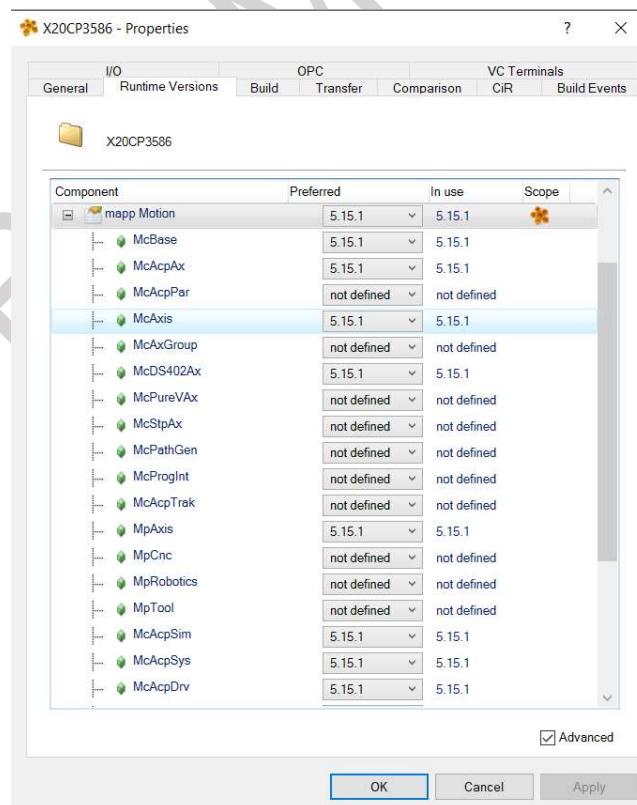 X20CP3586 - Properties ? X
I/O OPC VC Terminals
General Runtime Versions Build Transfer Comparison CiR Build Events
X20CP3586
Component Preferred In use Scope
mapp Motion 5.15.1 5.15.1
McBase 5.15.1 5.15.1
McAcpAx 5.15.1 5.15.1
McAcpPar not defined not defined
McAxis 5.15.1 5.15.1
McAxGroup not defined not defined
McDS402Ax 5.15.1 5.15.1
McPureVAx not defined not defined
McStpAx not defined not defined
McPathGen not defined not defined
McProgInt not defined not defined
McAcpTrak not defined not defined
MpAxis 5.15.1 5.15.1
MpCnc not defined not defined
MpRobotics not defined not defined
MpTool not defined not defined
McAcpSim 5.15.1 5.15.1
McAcpSys 5.15.1 5.15.1
McAcpDrv 5.15.1 5.15.1
Advanced
OK Cancel Apply